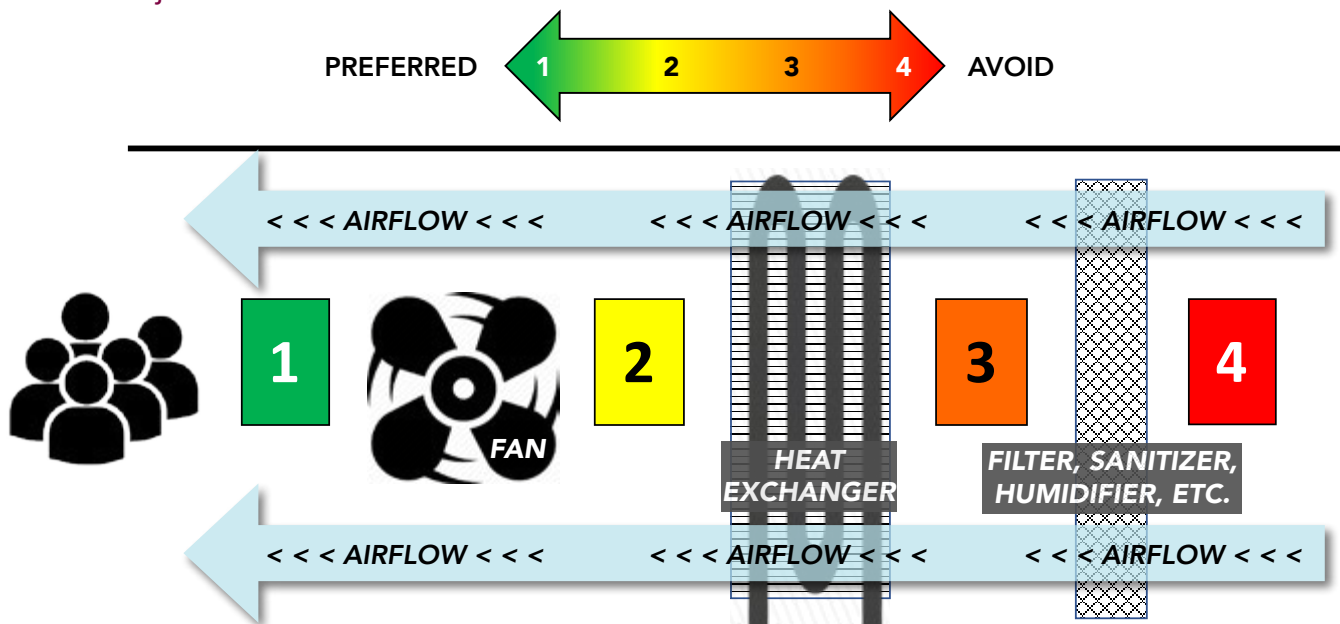 PREFERRED 1 2 3 4 AVOID
< < < AIRFLOW < < < < < < AIRFLOW < < < < < < AIRFLOW < < <
1 2 3 4
FAN
HEAT
EXCHANGER
FILTER, SANITIZER,
HUMIDIFIER, ETC.
< < < AIRFLOW < < < < < < AIRFLOW < < < < < < AIRFLOW < < <